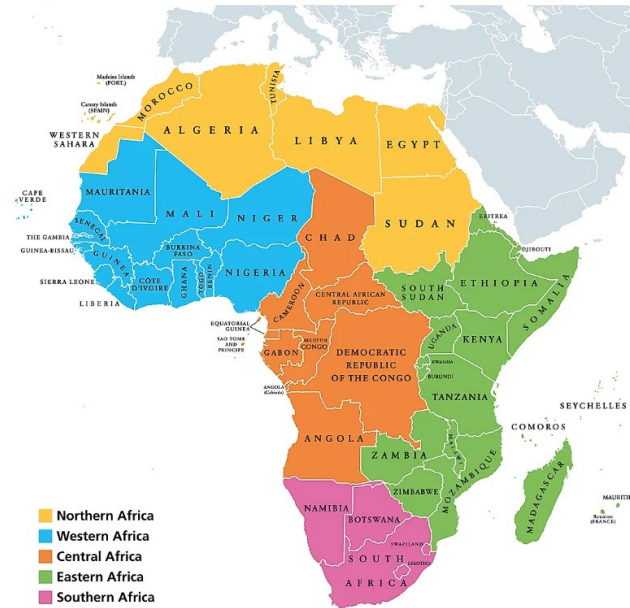 Madeira Islands
(PORT.)
Canary Islands
(SPAIN)
MOROCCO
TUNISIA
WESTERN
SAHARA
ALGERIA
LIBYA
EGYPT
CAPE
VERDE
MAURITANIA
MALI
NIGER
CHAD
SUDAN
ERITREA
DJIBOUTI
SENEGAL
THE GAMBIA
GUINEA-BISSAU
GUINEA
SIERRA LEONE
LIBERIA
CÔTE
D'IVOIRE
BURKINA
FASO
GHANA
TOGO
BENIN
NIGERIA
CAMEROON
CENTRAL AFRICAN
REPUBLIC
SOUTH
SUDAN
ETHIOPIA
SOMALIA
EQUATORIAL
GUINEA
SAO TOME
AND
PRINCIPE
GABON
CONGO
DEMOCRATIC
REPUBLIC
OF THE CONGO
UGANDA
KENYA
RWANDA
BURUNDI
TANZANIA
ANGOLA
(Cabinda)
ANGOLA
ZAMBIA
MALAWI
MOZAMBIQUE
ZIMBABWE
SEYCHELLES
COMOROS
MADAGASCAR
MAURITI
Réunion
(FRANCE)
NAMIBIA
BOTSWANA
SWAZILAND
LESOTHO
SOUTH
AFRICA
Northern Africa
Western Africa
Central Africa
Eastern Africa
Southern Africa